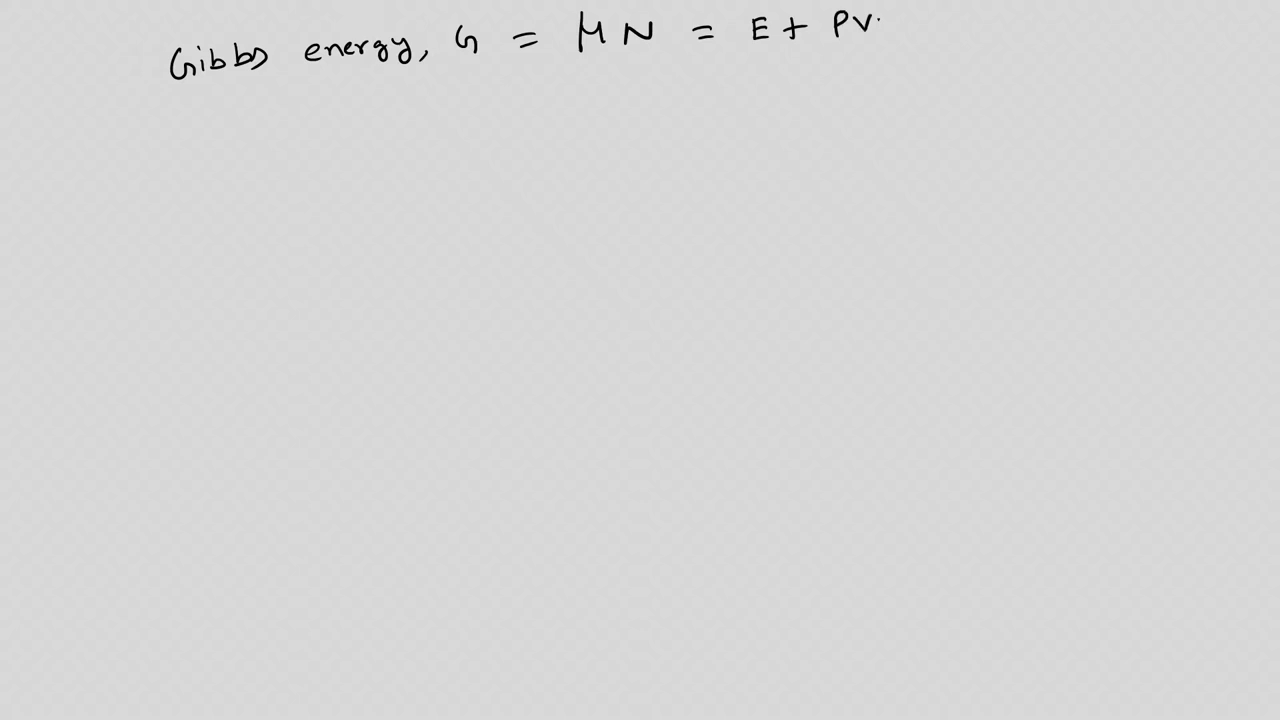 Gibbs energy, G = μN = E + PV.